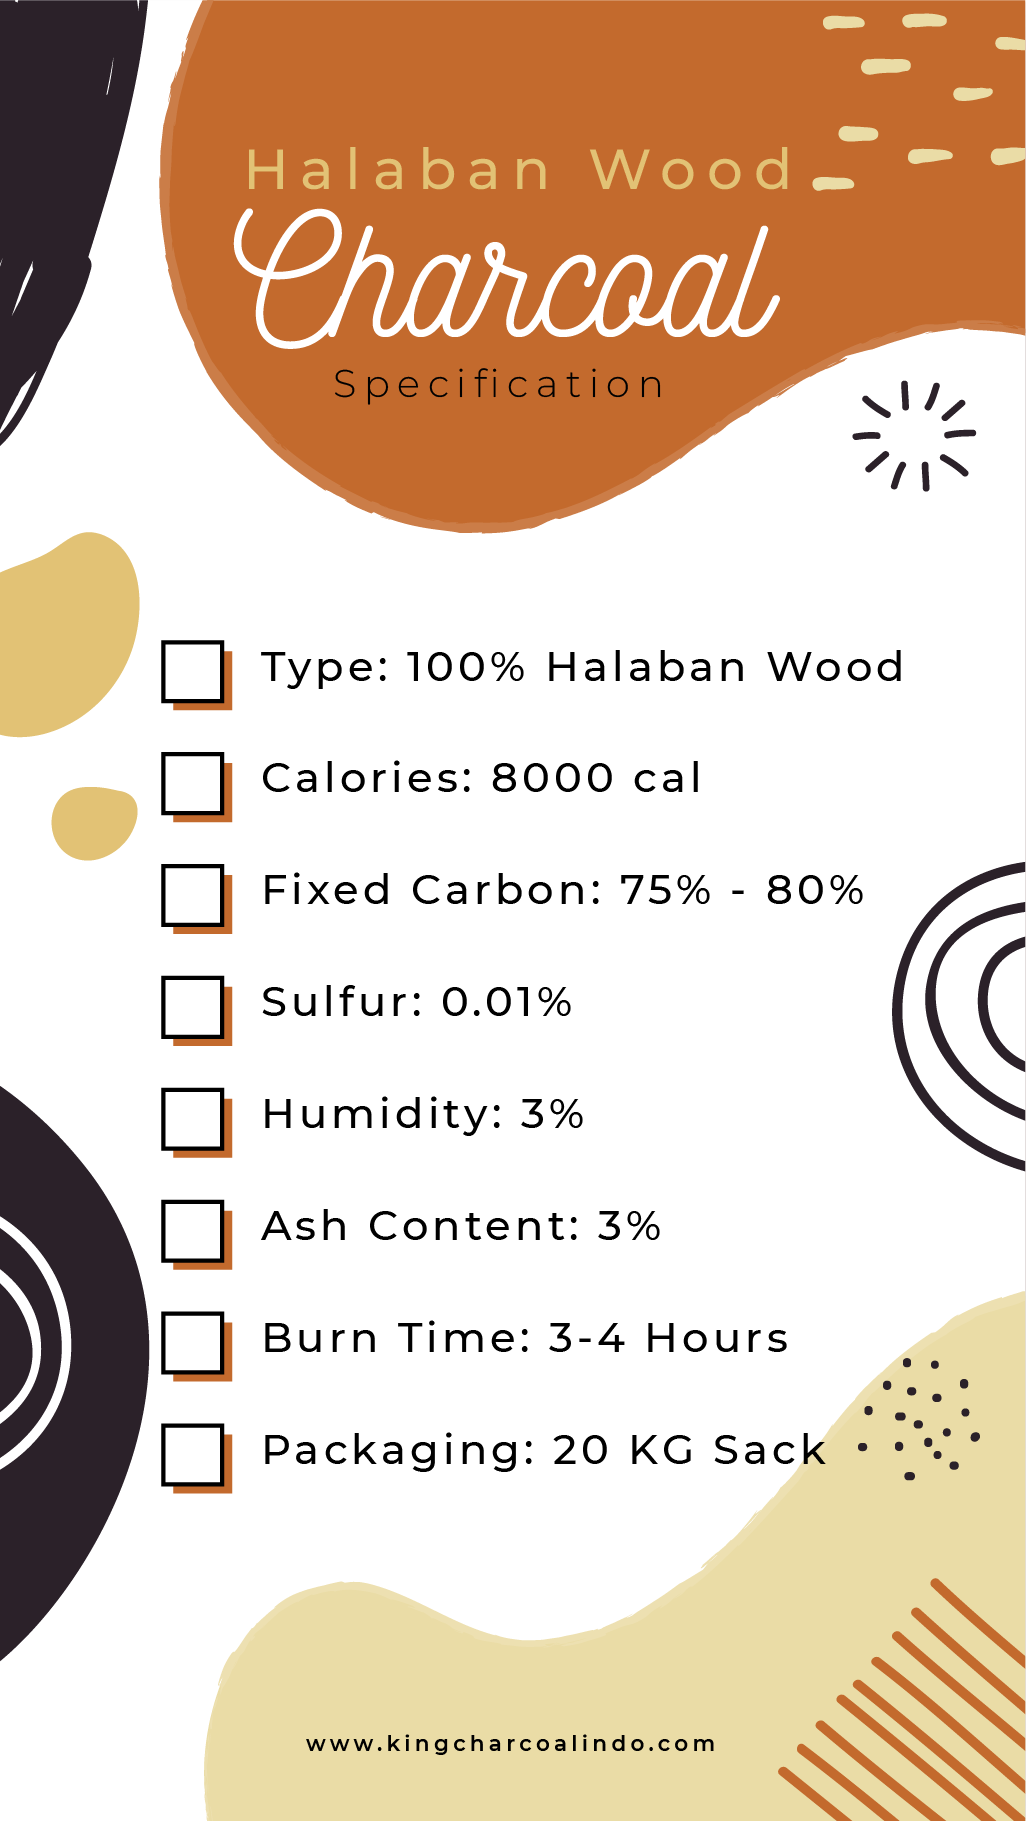 Halaban Wood
Charcoal
Specification
Type: 100% Halaban Wood
Calories: 8000 cal
Fixed Carbon: 75% - 80%
Sulfur: 0.01%
Humidity: 3%
Ash Content: 3%
Burn Time: 3-4 Hours
Packaging: 20 KG Sack
www.kingcharcoalindo.com